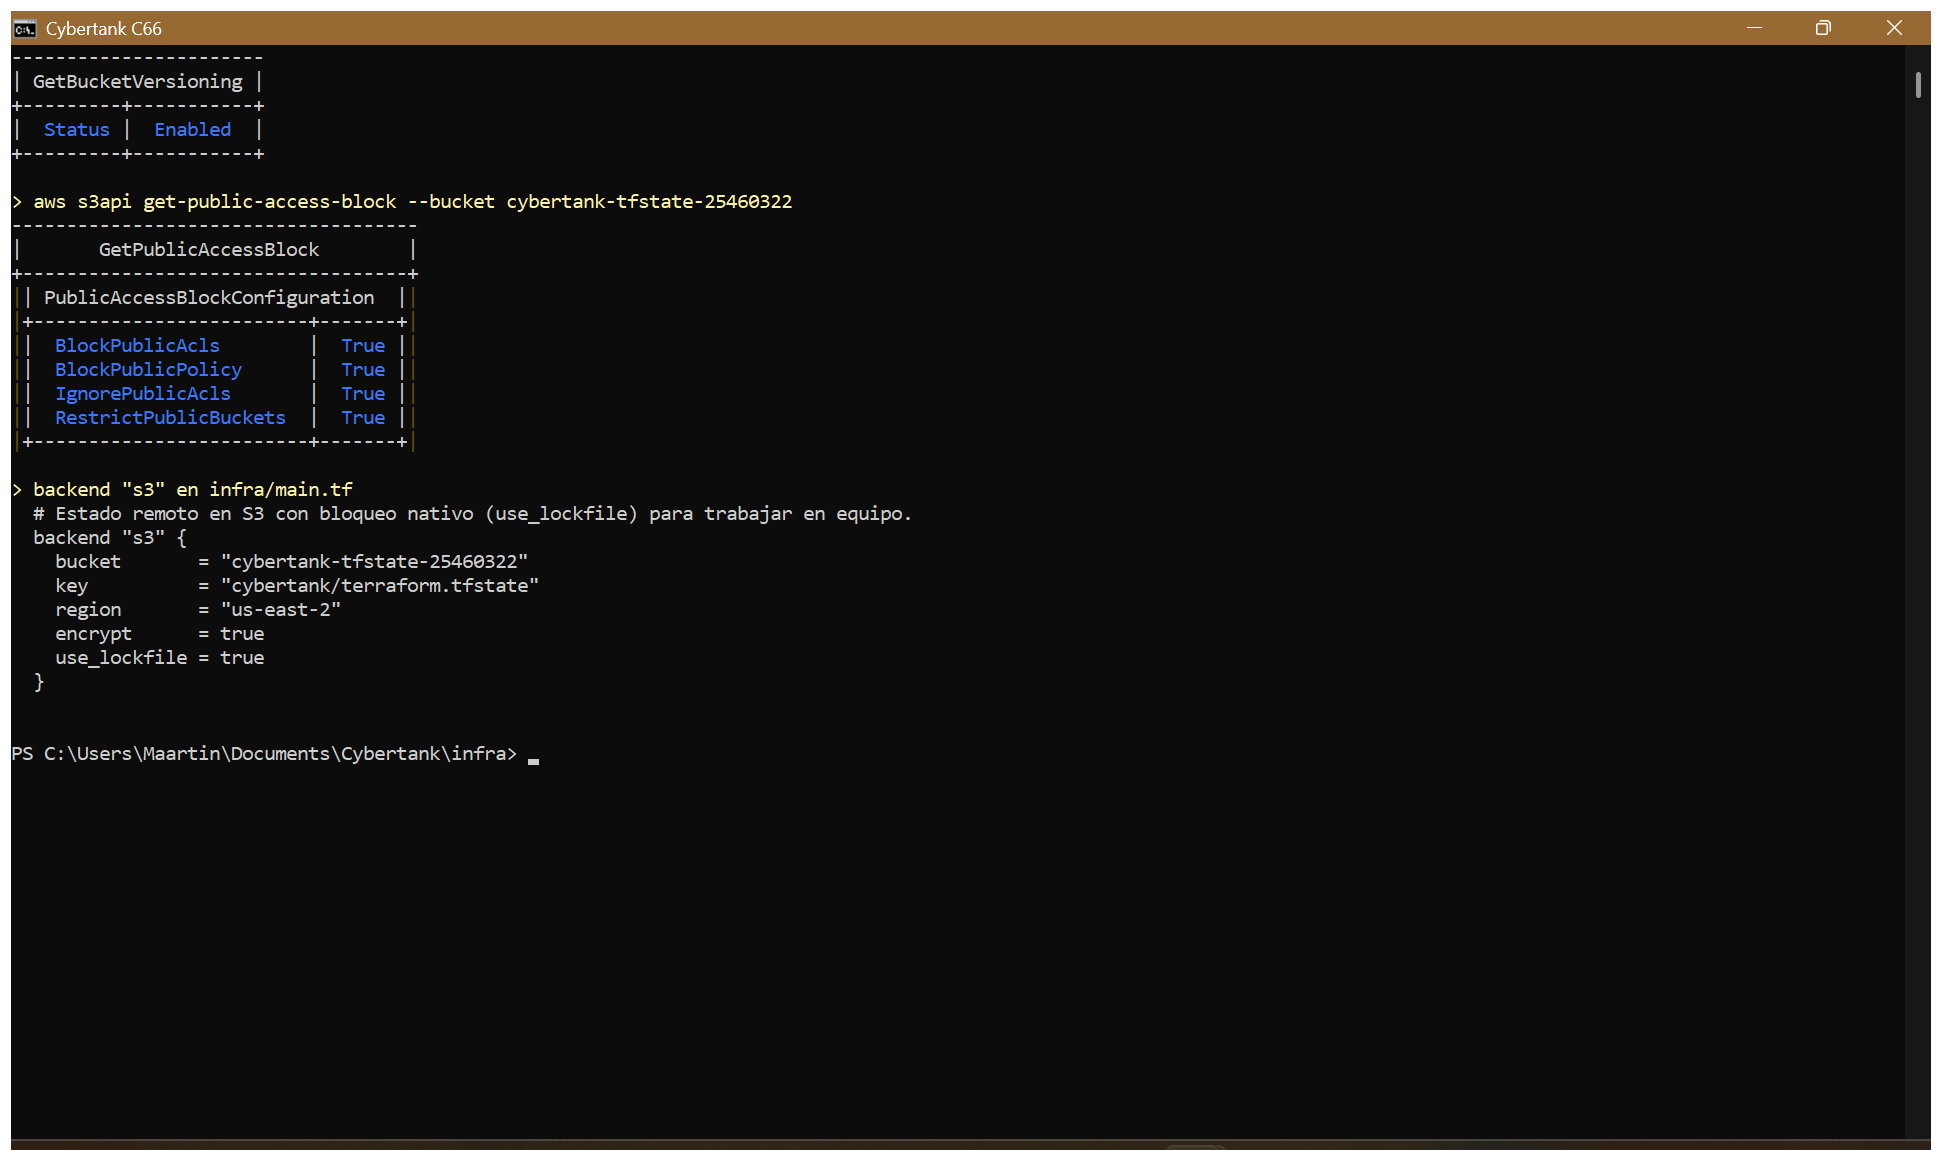 Cybertank C66
-----------------------
| GetBucketVersioning |
+---------+-----------+
|  Status |  Enabled  |
+---------+-----------+
> aws s3api get-public-access-block --bucket cybertank-tfstate-25460322
-------------------------------------
|       GetPublicAccessBlock        |
+-----------------------------------+
|| PublicAccessBlockConfiguration  ||
|+-------------------------+-------+|
||  BlockPublicAcls        |  True ||
||  BlockPublicPolicy      |  True ||
||  IgnorePublicAcls       |  True ||
||  RestrictPublicBuckets  |  True ||
|+-------------------------+-------+|
> backend "s3" en infra/main.tf
  # Estado remoto en S3 con bloqueo nativo (use_lockfile) para trabajar en equipo.
  backend "s3" {
    bucket       = "cybertank-tfstate-25460322"
    key          = "cybertank/terraform.tfstate"
    region       = "us-east-2"
    encrypt      = true
    use_lockfile = true
  }
PS C:\Users\Maartin\Documents\Cybertank\infra> _